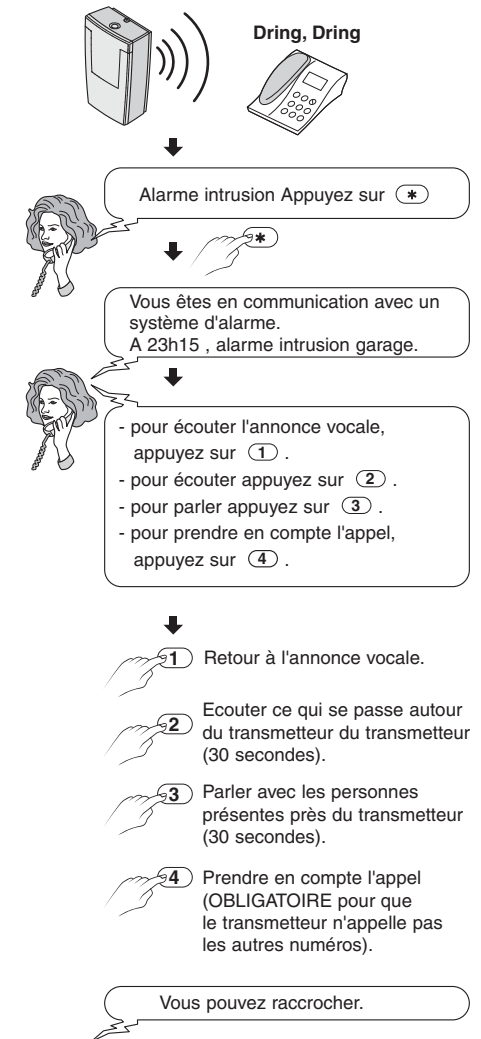 Dring, Dring
Alarme intrusion Appuyez sur *
*
Vous êtes en communication avec un
système d'alarme.
A 23h15 , alarme intrusion garage.
- pour écouter l'annonce vocale,
appuyez sur 1 .
- pour écouter appuyez sur 2 .
- pour parler appuyez sur 3 .
- pour prendre en compte l'appel,
appuyez sur 4 .
1 Retour à l'annonce vocale.
2 Ecouter ce qui se passe autour
du transmetteur du transmetteur
(30 secondes).
3 Parler avec les personnes
présentes près du transmetteur
(30 secondes).
4 Prendre en compte l'appel
(OBLIGATOIRE pour que
le transmetteur n'appelle pas
les autres numéros).
Vous pouvez raccrocher.